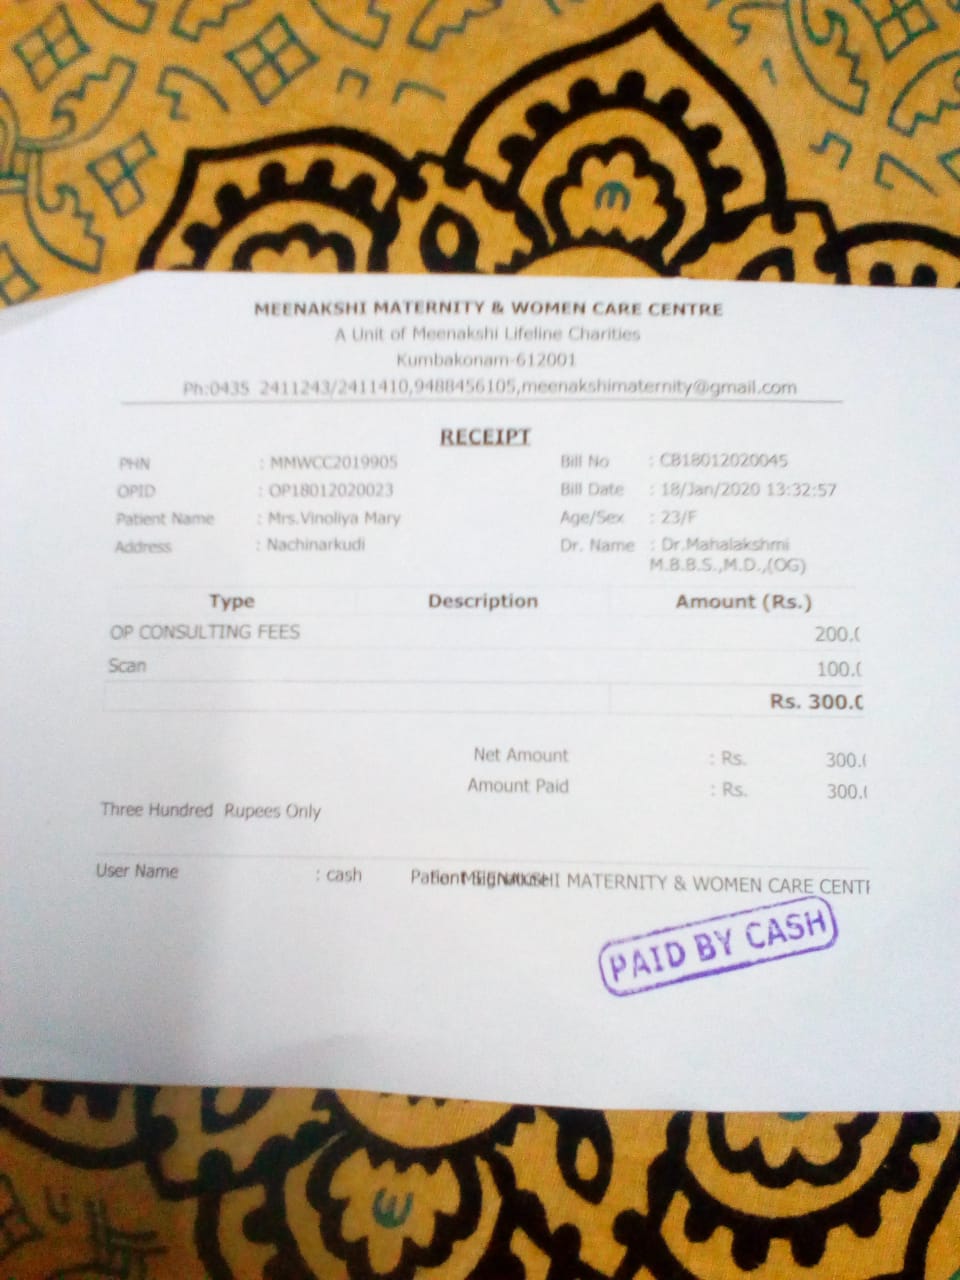 MEENAKSHI MATERNITY & WOMEN CARE CENTRE
A Unit of Meenakshi Lifeline Charities
Kumbakonam-612001
Ph:0435 2411243/2411410,9488456105,meenakshimaternity@gmail.com
RECEIPT
PHN : MMWCC2019905 Bill No : CB18012020045
OPID : OP18012020023 Bill Date : 18/Jan/2020 13:32:57
Patient Name : Mrs.Vinoliya Mary Age/Sex : 23/F
Address : Nachinarkudi Dr. Name : Dr.Mahalakshmi
M.B.B.S.,M.D.,(OG)
Type Description Amount (Rs.)
OP CONSULTING FEES 200.(
Scan 100.(
Rs. 300.0
Net Amount : Rs. 300.(
Amount Paid : Rs. 300.(
Three Hundred Rupees Only
User Name : cash Patient Signature MEENAKSHI MATERNITY & WOMEN CARE CENT
PAID BY CASH